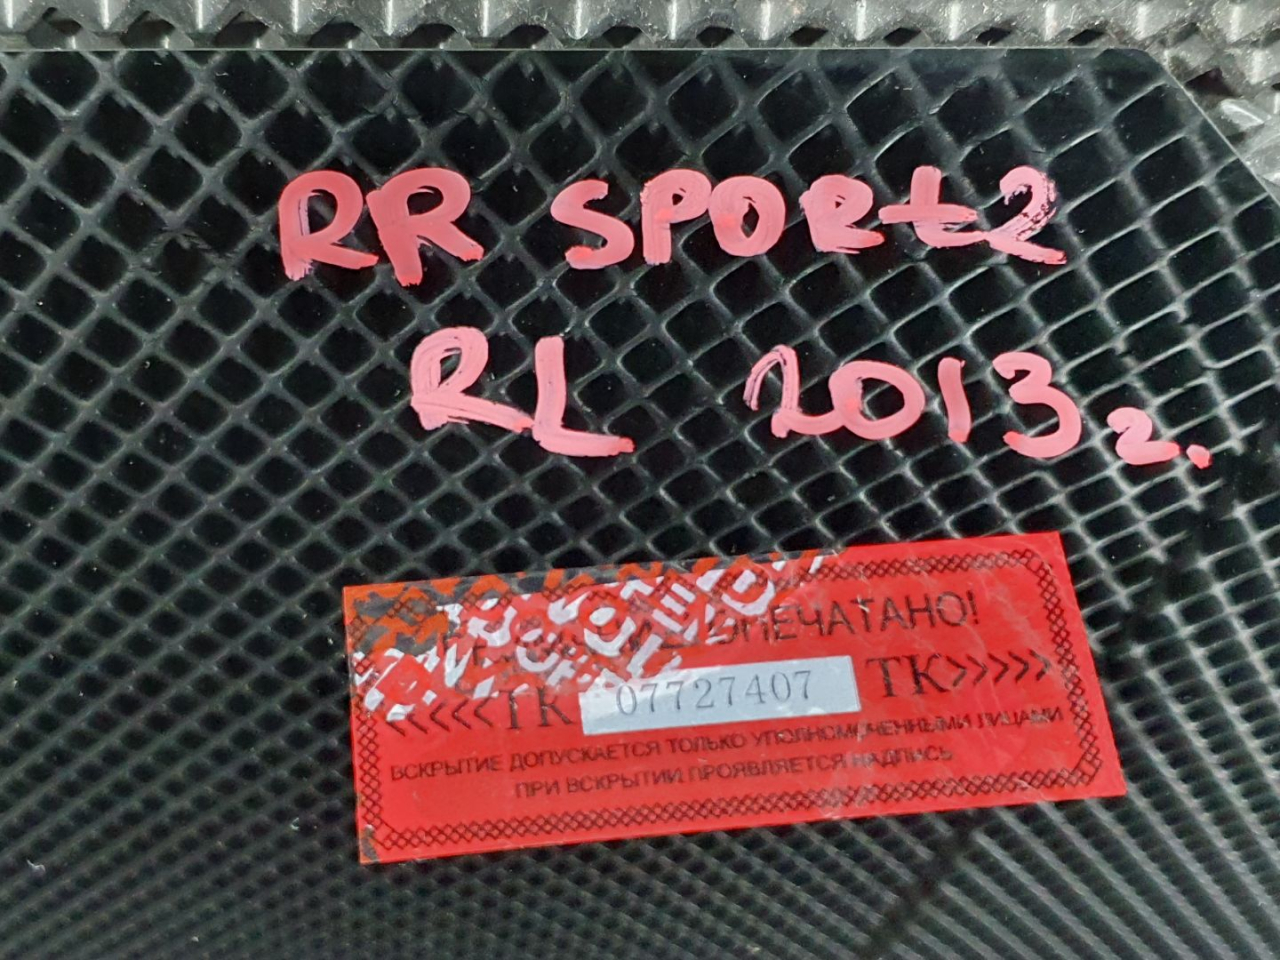 RR SPORt2
RL 2013г.
ОПЕЧАТАНО!
<<<<ТК 07727407 ТК>>>>>
ВСКРЫТИЕ ДОПУСКАЕТСЯ ТОЛЬКО УПОЛНОМОЧЕННЫМИ ЛИЦАМИ
ПРИ ВСКРЫТИИ ПРОЯВЛЯЕТСЯ НАДПИСЬ